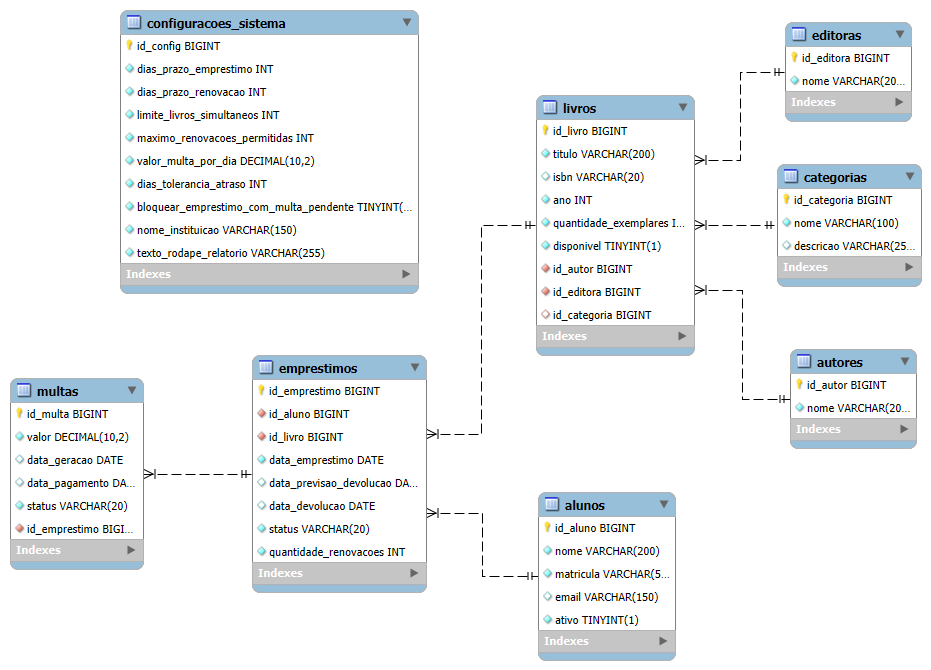 configuracoes_sistema
id_config BIGINT
dias_prazo_emprestimo INT
dias_prazo_renovacao INT
limite_livros_simultaneos INT
maximo_renovacoes_permitidas INT
valor_multa_por_dia DECIMAL(10,2)
dias_tolerancia_atraso INT
bloquear_emprestimo_com_multa_pendente TINYINT(...
nome_instituicao VARCHAR(150)
texto_rodape_relatorio VARCHAR(255)
Indexes
editoras
id_editora BIGINT
nome VARCHAR(20...
Indexes
livros
id_livro BIGINT
titulo VARCHAR(200)
isbn VARCHAR(20)
ano INT
quantidade_exemplares I...
disponivel TINYINT(1)
id_autor BIGINT
id_editora BIGINT
id_categoria BIGINT
Indexes
categorias
id_categoria BIGINT
nome VARCHAR(100)
descricao VARCHAR(25...
Indexes
autores
id_autor BIGINT
nome VARCHAR(20...
Indexes
multas
id_multa BIGINT
valor DECIMAL(10,2)
data_geracao DATE
data_pagamento DA...
status VARCHAR(20)
id_emprestimo BIGI...
Indexes
emprestimos
id_emprestimo BIGINT
id_aluno BIGINT
id_livro BIGINT
data_emprestimo DATE
data_previsao_devolucao DA...
data_devolucao DATE
status VARCHAR(20)
quantidade_renovacoes INT
Indexes
alunos
id_aluno BIGINT
nome VARCHAR(200)
matricula VARCHAR(5...
email VARCHAR(150)
ativo TINYINT(1)
Indexes